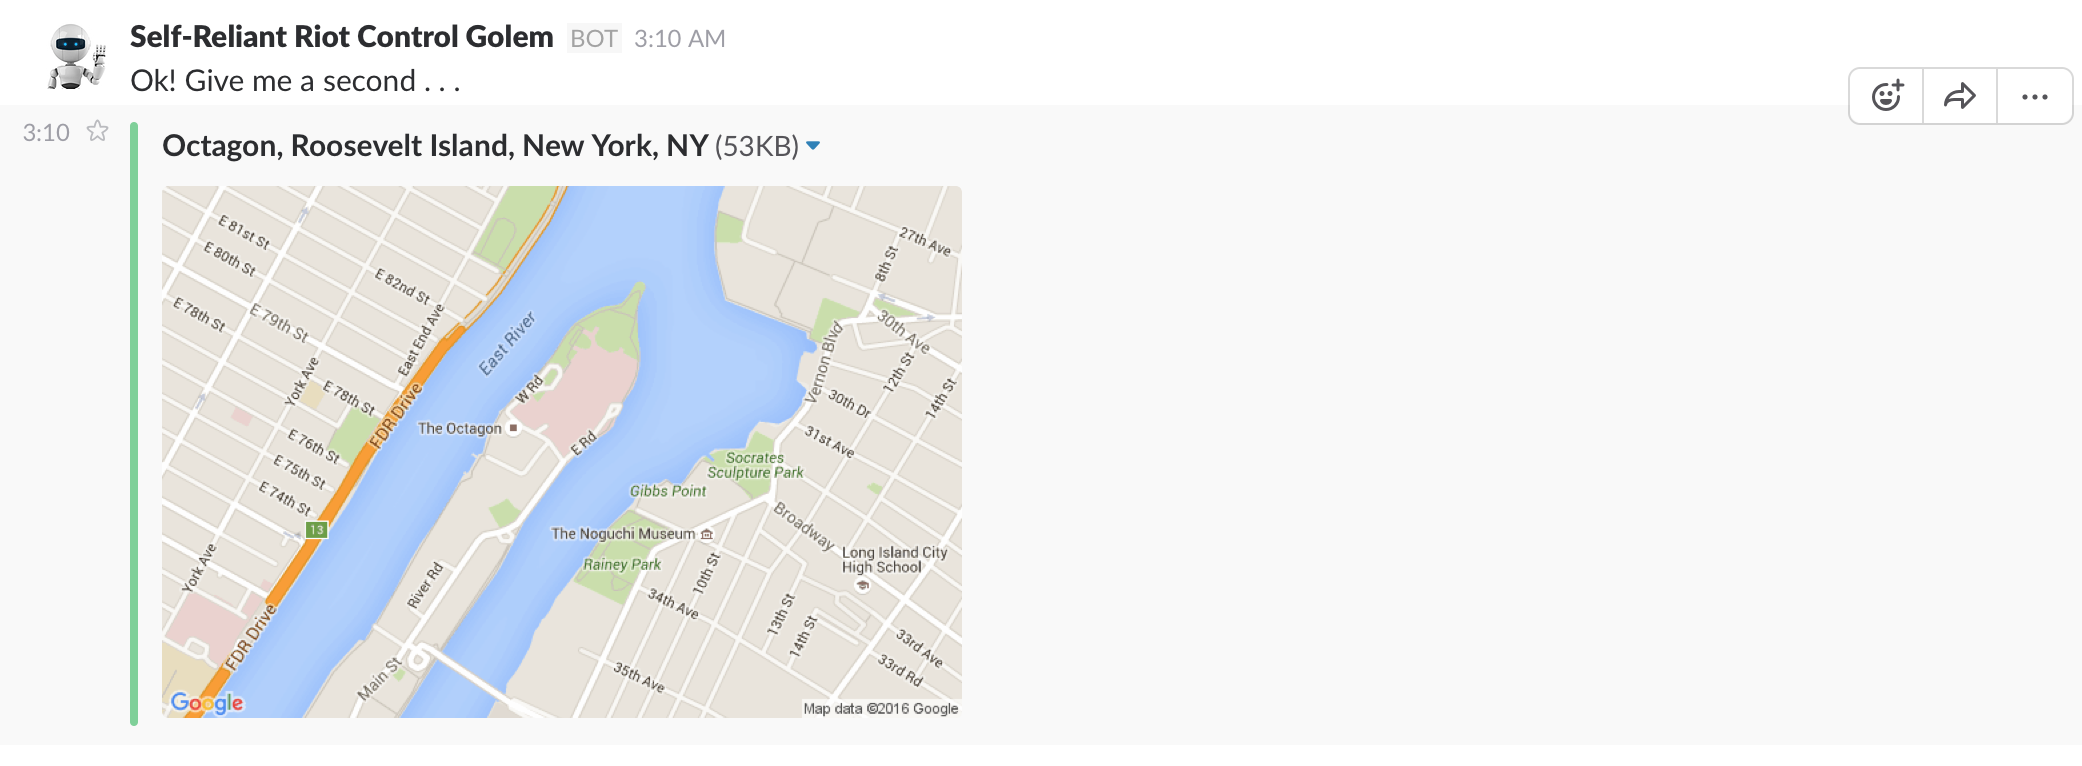 Self-Reliant Riot Control Golem BOT 3:10 AM
Ok! Give me a second . . .
3:10
Octagon, Roosevelt Island, New York, NY (53KB)
E 81st St
E 80th St
E 82nd St
E 78th St
E 79th St
East End Ave
York Ave
E 78th St
FDR Drive
E 76th St
E 75th St
E 74th St
13
York Ave
FDR Drive
East River
W Rd
The Octagon
E Rd
River Rd
Main St
27th Ave
8th St
30th Ave
Vernon Blvd
12th St
14th St
30th Dr
31st Ave
Socrates
Sculpture Park
Gibbs Point
The Noguchi Museum
Broadway
Rainey Park
Long Island City
High School
10th St
34th Ave
13th St
14th St
33rd Ave
33rd Rd
35th Ave
Google
Map data ©2016 Google